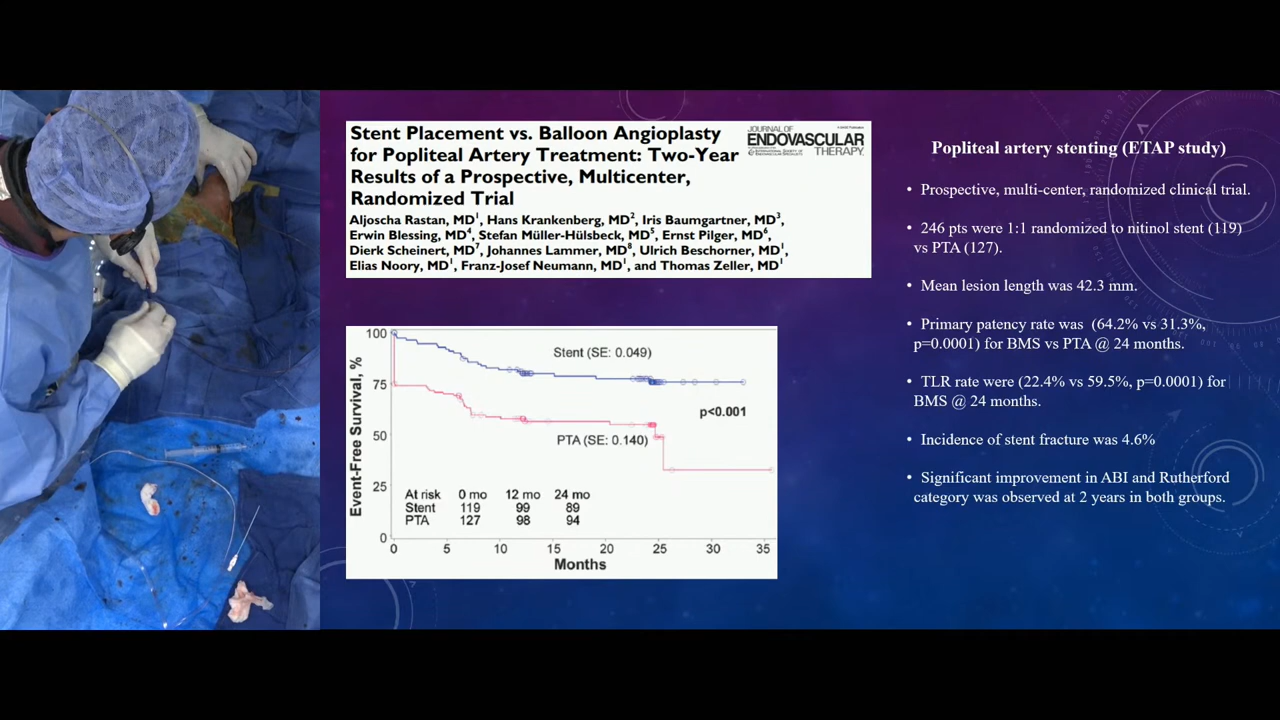 Stent Placement vs. Balloon Angioplasty
for Popliteal Artery Treatment: Two-Year
Results of a Prospective, Multicenter,
Randomized Trial
JOURNAL OF
ENDOVASCULAR
THERAPY
Aljoscha Rastan, MD1, Hans Krankenberg, MD2, Iris Baumgartner, MD3,
Erwin Blessing, MD4, Stefan Müller-Hülsbeck, MD5, Ernst Pilger, MD6,
Dierk Scheinert, MD7, Johannes Lammer, MD8, Ulrich Beschorner, MD1,
Elias Noory, MD1, Franz-Josef Neumann, MD1, and Thomas Zeller, MD1
Event-Free Survival, %
100
75
50
25
0
Stent (SE: 0.049)
p<0.001
PTA (SE: 0.140)
At risk 0 mo 12 mo 24 mo
Stent 119 99 89
PTA 127 98 94
0 5 10 15 20 25 30 35
Months
Popliteal artery stenting (ETAP study)
• Prospective, multi-center, randomized clinical trial.
• 246 pts were 1:1 randomized to nitinol stent (119)
vs PTA (127).
• Mean lesion length was 42.3 mm.
• Primary patency rate was (64.2% vs 31.3%,
p=0.0001) for BMS vs PTA @ 24 months.
• TLR rate were (22.4% vs 59.5%, p=0.0001) for
BMS @ 24 months.
• Incidence of stent fracture was 4.6%
• Significant improvement in ABI and Rutherford
category was observed at 2 years in both groups.